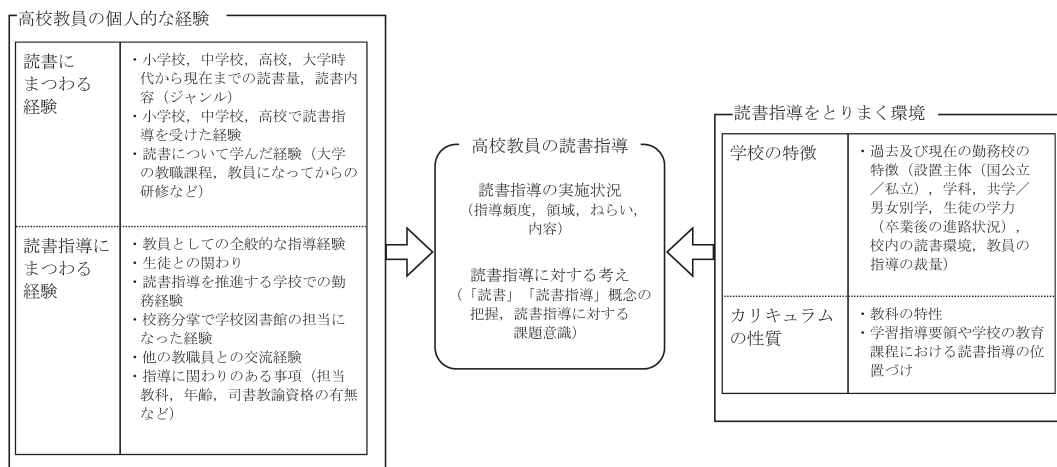 高校教員の個人的な経験
読書に
まつわる
経験
・小学校，中学校，高校，大学時
代から現在までの読書量，読書内
容（ジャンル）
・小学校，中学校，高校で読書指
導を受けた経験
・読書について学んだ経験（大学
の教職課程，教員になってからの
研修など）
読書指導に
まつわる
経験
・教員としての全般的な指導経験
・生徒との関わり
・読書指導を推進する学校での勤
務経験
・校務分掌で学校図書館の担当に
なった経験
・他の教職員との交流経験
・指導に関わりのある事項（担当
教科，年齢，司書教諭資格の有無
など）
高校教員の読書指導
読書指導の実施状況
（指導頻度，領域，ねらい，
内容）
読書指導に対する考え
（「読書」「読書指導」概念の
把握，読書指導に対する
課題意識）
読書指導をとりまく環境
学校の特徴
・過去及び現在の勤務校の
特徴（設置主体（国公立
／私立），学科，共学／
男女別学，生徒の学力
（卒業後の進路状況），
校内の読書環境，教員の
指導の裁量）
カリキュラム
の性質
・教科の特性
・学習指導要領や学校の教育
課程における読書指導の位
置づけ